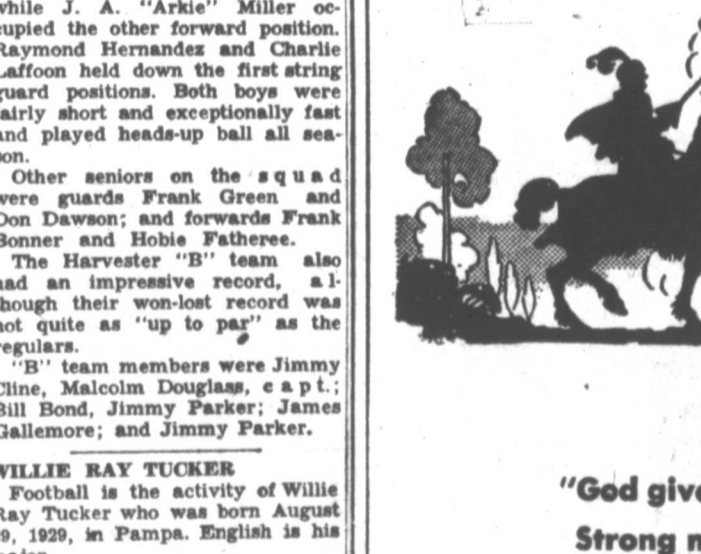 while J. A. "Arkie" Miller oc-
cupied the other forward position.
Raymond Hernandez and Charlie
Laffoon held down the first string
guard positions. Both boys were
fairly short and exceptionally fast
and played heads-up ball all sea-
son.
Other seniors on the squad
were guards Frank Green and
Don Dawson; and forwards Frank
Bonner and Hobie Fatheree.
The Harvester "B" team also
had an impressive record, al-
though their won-lost record was
not quite as "up to par" as the
regulars.
"B" team members were Jimmy
Cline, Malcolm Douglass, capt.;
Bill Bond, Jimmy Parker; James
Gallemore; and Jimmy Parker.
WILLIE RAY TUCKER
Football is the activity of Willie
Ray Tucker who was born August
29, 1929, in Pampa. English is his
"God give
Strong